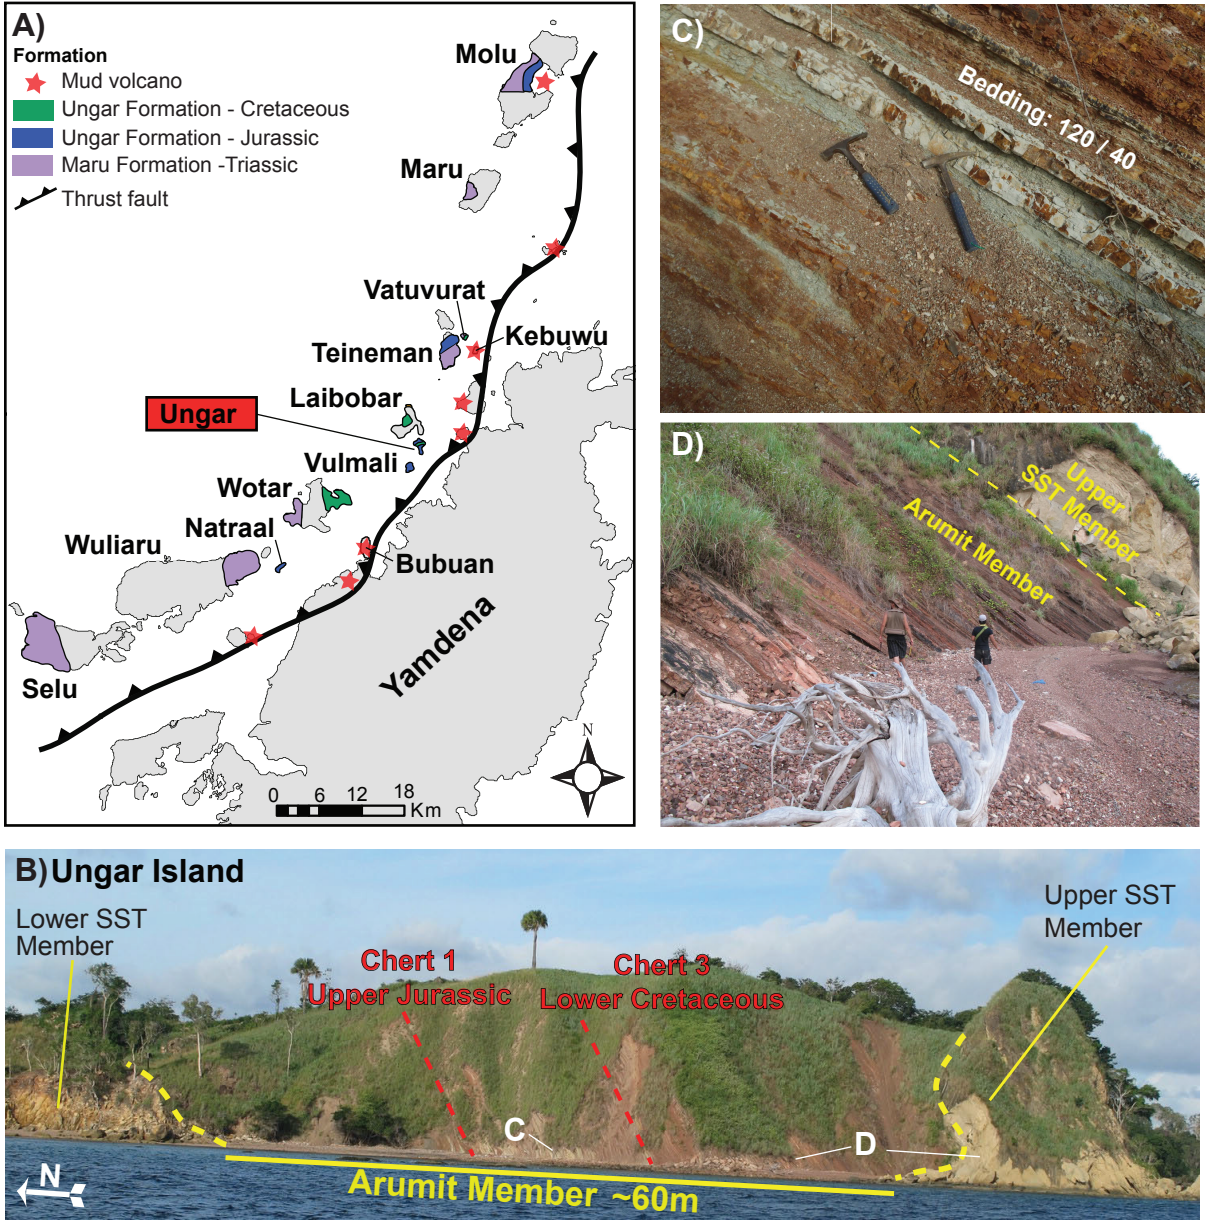 A)
Formation
Mud volcano
Ungar Formation - Cretaceous
Ungar Formation - Jurassic
Maru Formation -Triassic
Thrust fault
Molu
Maru
Vatuvurat
Kebuwu
Teineman
Laibobar
Ungar
Vulmali
Wotar
Natraal
Wuliaru
Bubuan
Selu
Yamdena
N
0 6 12 18
Km
C)
Bedding: 120 / 40
D)
Upper
SST Member
Arumit Member
B) Ungar Island
Lower SST
Member
Chert 1
Upper Jurassic
Chert 3
Lower Cretaceous
Upper SST
Member
C
D
N
Arumit Member ~60m